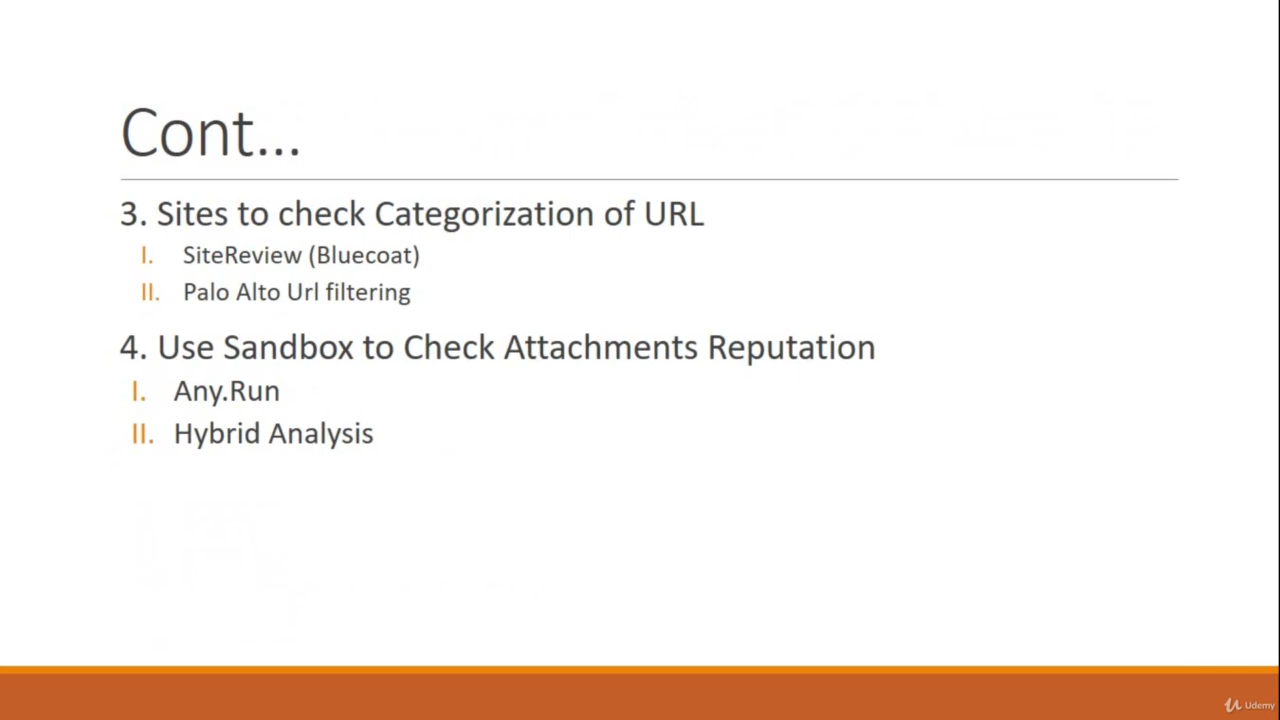 Cont...
3. Sites to check Categorization of URL
I. SiteReview (Bluecoat)
II. Palo Alto Url filtering
4. Use Sandbox to Check Attachments Reputation
I. Any.Run
II. Hybrid Analysis
Udemy